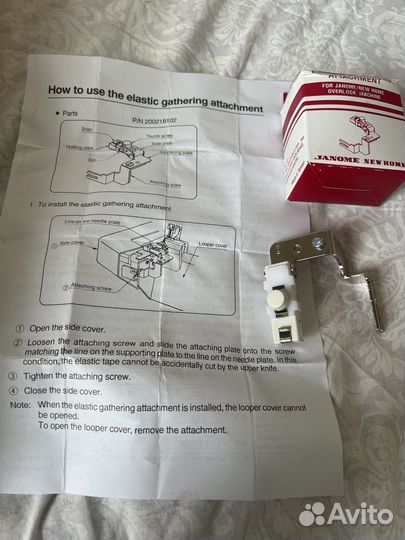 How to use the elastic gathering attachment
● Parts
P/N 200218102
Snap
Thumb screw
Slide plate
Holding plate
Supporting plate
Attaching plate
1 To install the elastic gathering attachment
Line on the needle plate
① Side cover
Looper cover
② Attaching screw
① Open the side cover.
② Loosen the attaching screw and slide the attaching plate onto the screw
matching the line on the supporting plate to the line on the needle plate. In this
condition, the elastic tape cannot be accidentally cut by the upper knife.
③ Tighten the attaching screw.
④ Close the side cover.
Note: When the elastic gathering attachment is installed, the looper cover cannot
be opened.
To open the looper cover, remove the attachment.
ATTACHMENT
FOR JANOME/NEW HOME
OVERLOCK MACHINE
JANOME NEW HOME
Avito